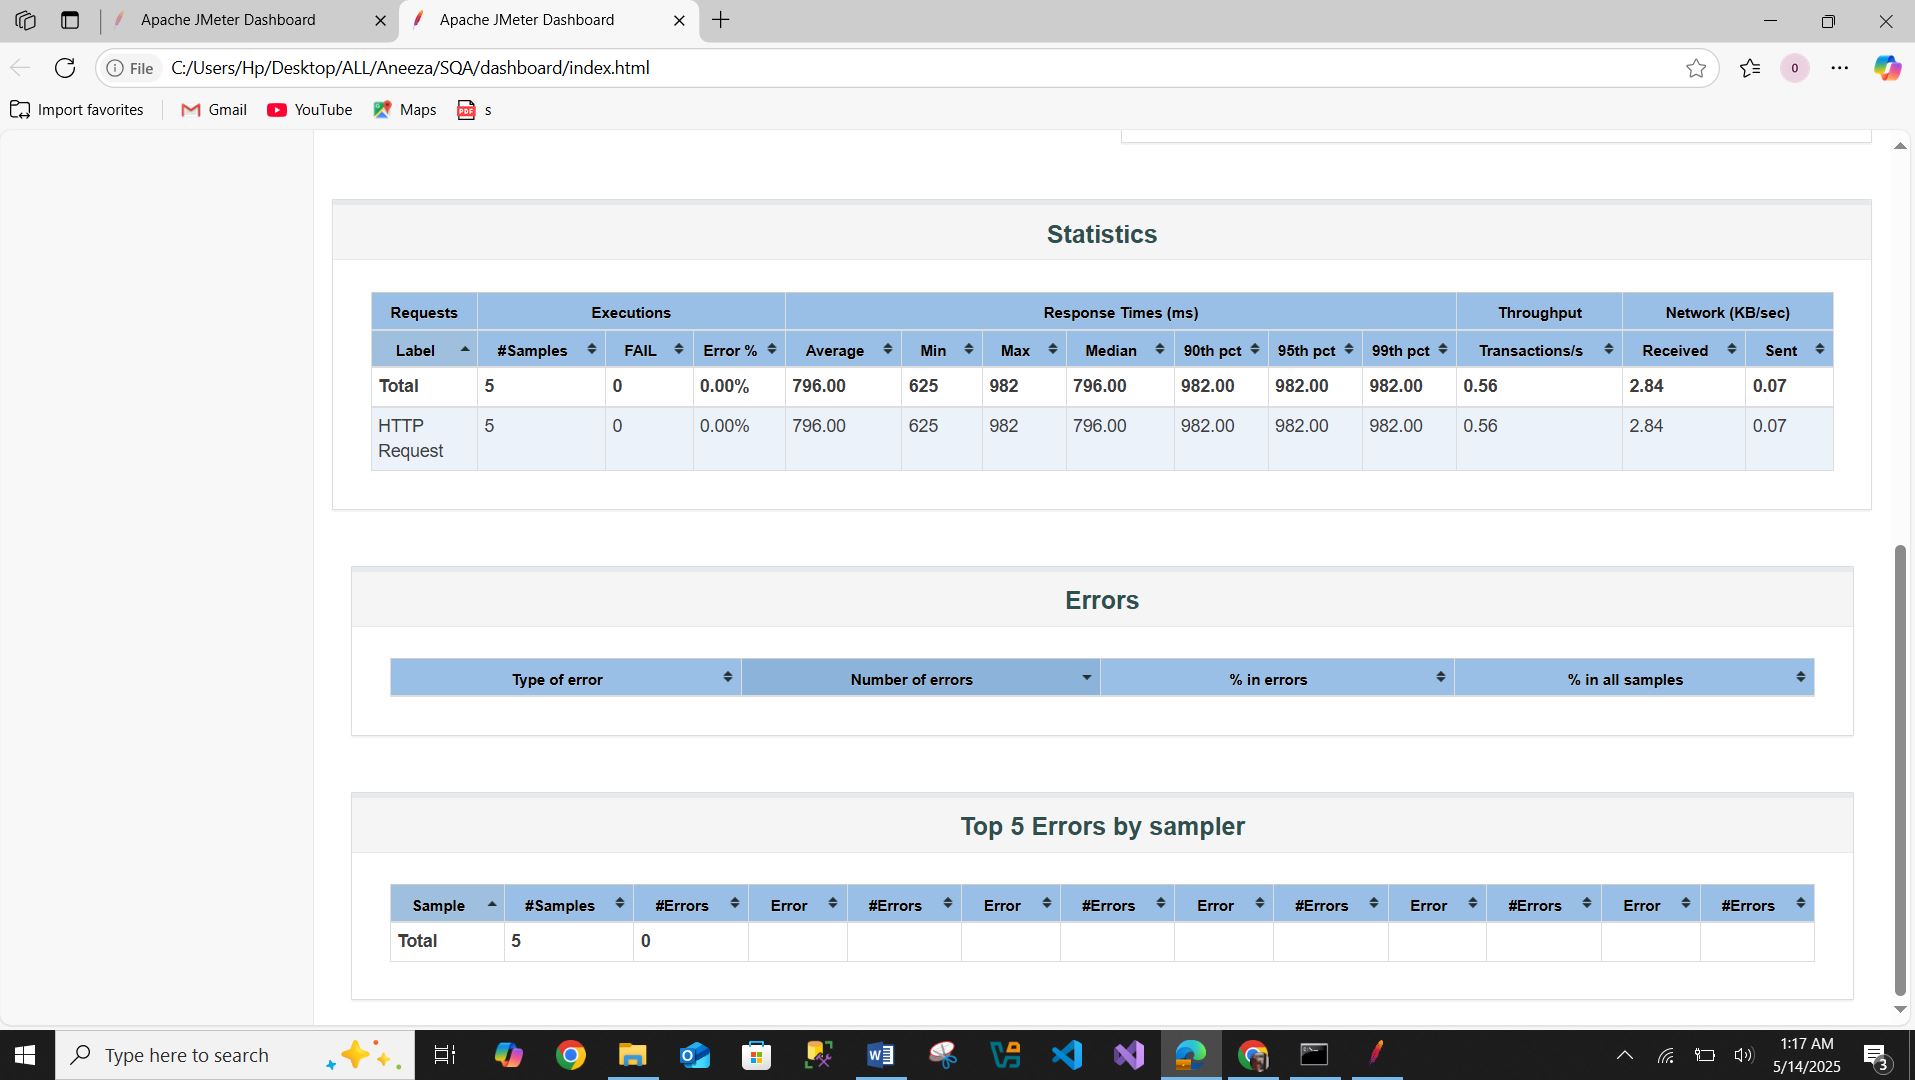 Apache JMeter Dashboard
Apache JMeter Dashboard
File
C:/Users/Hp/Desktop/ALL/Aneeza/SQA/dashboard/index.html
0
Import favorites
Gmail
YouTube
Maps
PDF
s
Statistics
Requests Executions Response Times (ms) Throughput Network (KB/sec)
Label #Samples FAIL Error % Average Min Max Median 90th pct 95th pct 99th pct Transactions/s Received Sent
Total 5 0 0.00% 796.00 625 982 796.00 982.00 982.00 982.00 0.56 2.84 0.07
HTTP 5 0 0.00% 796.00 625 982 796.00 982.00 982.00 982.00 0.56 2.84 0.07
Request
Errors
Type of error Number of errors % in errors % in all samples
Top 5 Errors by sampler
Sample #Samples #Errors Error #Errors Error #Errors Error #Errors Error #Errors Error #Errors
Total 5 0
Type here to search
1:17 AM
5/14/2025
3